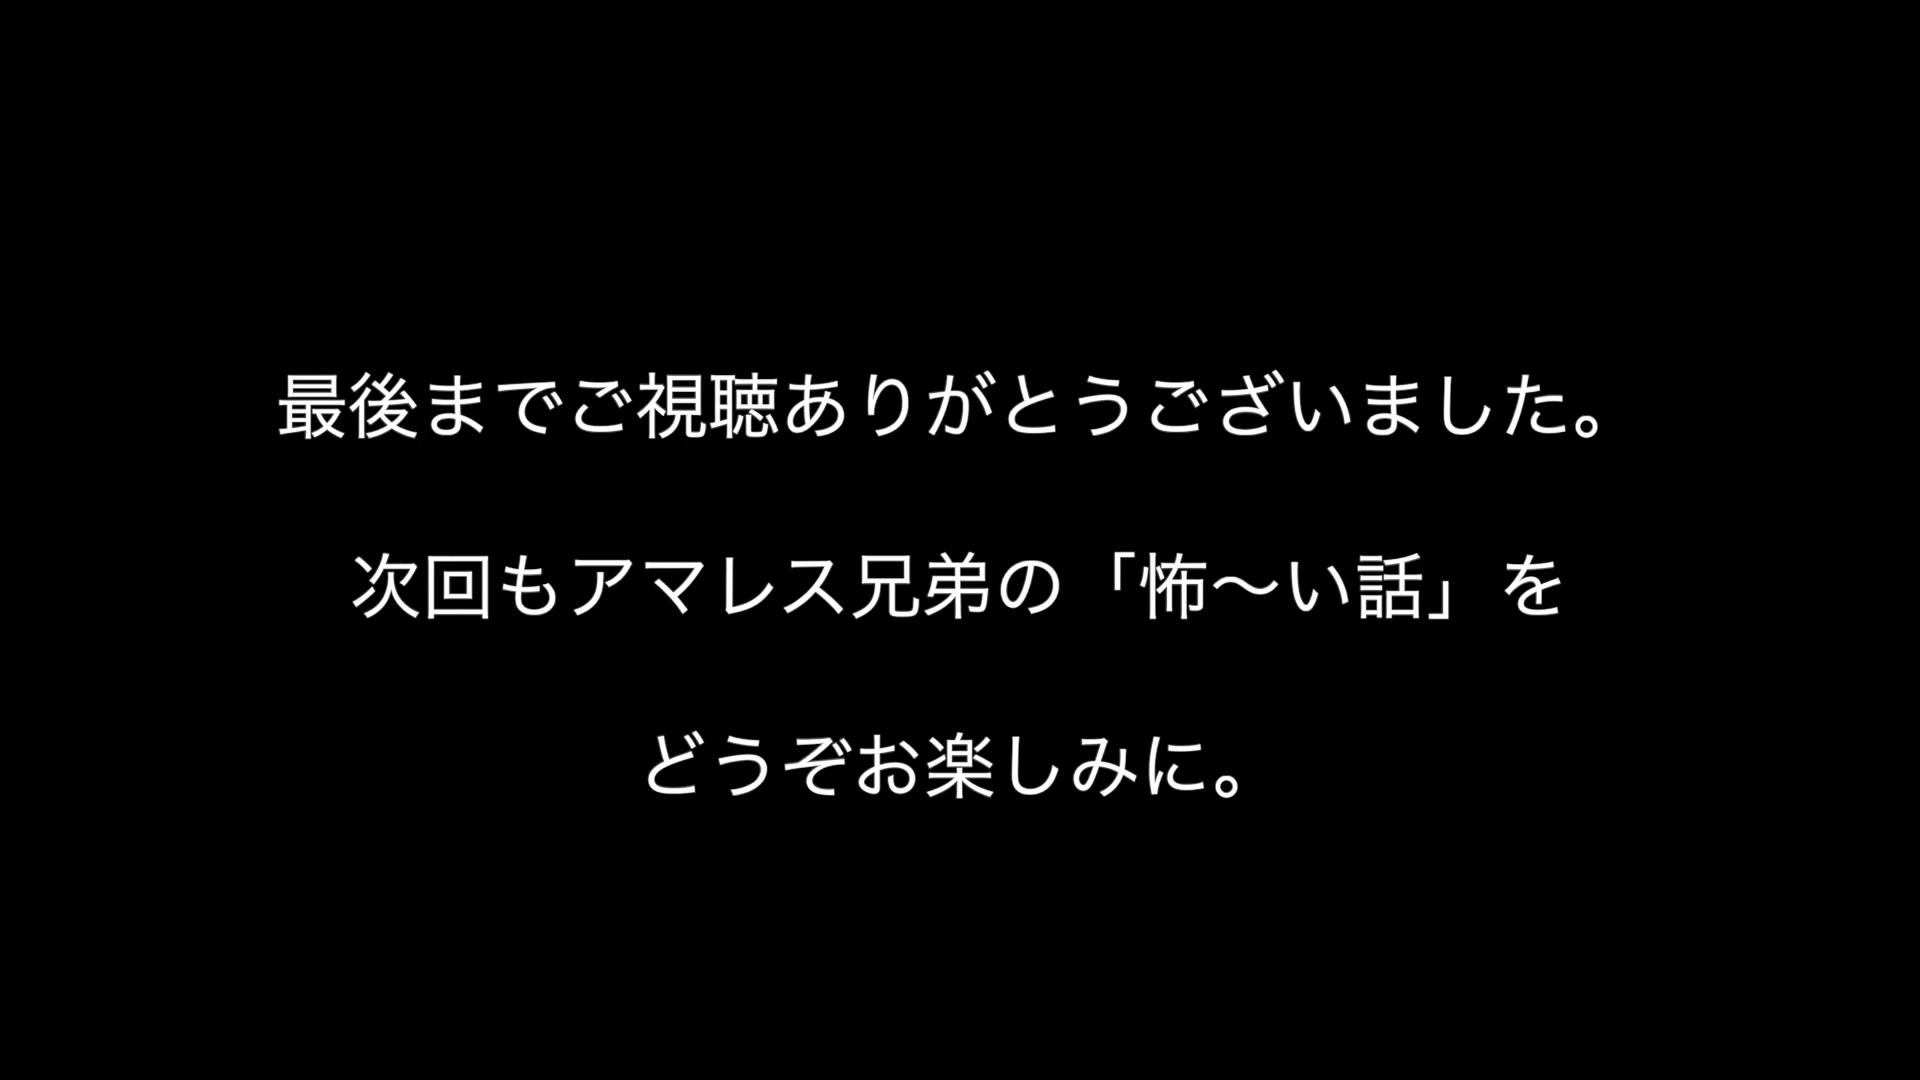 最後までご視聴ありがとうございました。
次回もアマレス兄弟の「怖〜い話」を
どうぞお楽しみに。